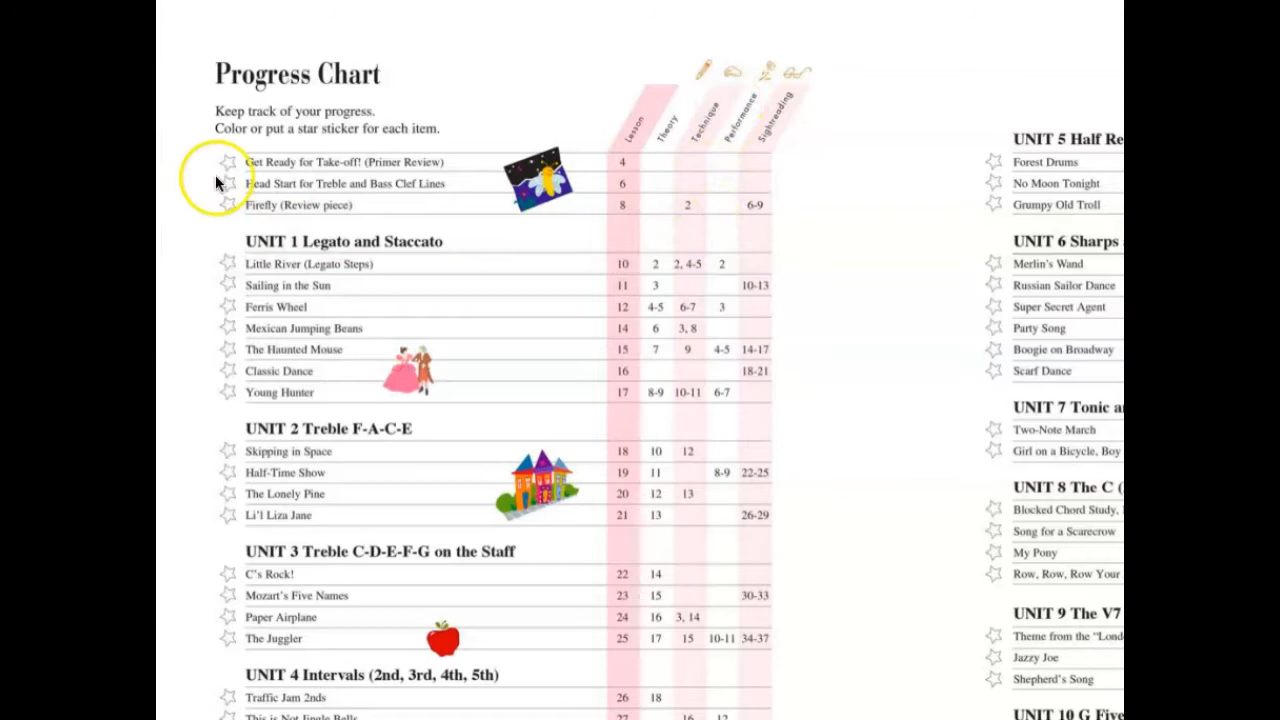 Progress Chart
Keep track of your progress.
Color or put a star sticker for each item.
Lesson Theory Technique Performance Sightreading
Get Ready for Take-off! (Primer Review) 4
Head Start for Treble and Bass Clef Lines 6
Firefly (Review piece) 8 2 6-9
UNIT 1 Legato and Staccato
Little River (Legato Steps) 10 2 2, 4-5 2
Sailing in the Sun 11 3 10-13
Ferris Wheel 12 4-5 6-7 3
Mexican Jumping Beans 14 6 3, 8
The Haunted Mouse 15 7 9 4-5 14-17
Classic Dance 16 18-21
Young Hunter 17 8-9 10-11 6-7
UNIT 2 Treble F-A-C-E
Skipping in Space 18 10 12
Half-Time Show 19 11 8-9 22-25
The Lonely Pine 20 12 13
Li'l Liza Jane 21 13 26-29
UNIT 3 Treble C-D-E-F-G on the Staff
C's Rock! 22 14
Mozart's Five Names 23 15 30-33
Paper Airplane 24 16 3, 14
The Juggler 25 17 15 10-11 34-37
UNIT 4 Intervals (2nd, 3rd, 4th, 5th)
Traffic Jam 2nds 26 18
This is Not Jingle Bells 27 16 12
UNIT 5 Half Re
Forest Drums
No Moon Tonight
Grumpy Old Troll
UNIT 6 Sharps
Merlin's Wand
Russian Sailor Dance
Super Secret Agent
Party Song
Boogie on Broadway
Scarf Dance
UNIT 7 Tonic a
Two-Note March
Girl on a Bicycle, Boy
UNIT 8 The C (
Blocked Chord Study,
Song for a Scarecrow
My Pony
Row, Row, Row Your
UNIT 9 The V7
Theme from the "Lond
Jazzy Joe
Shepherd's Song
UNIT 10 G Five